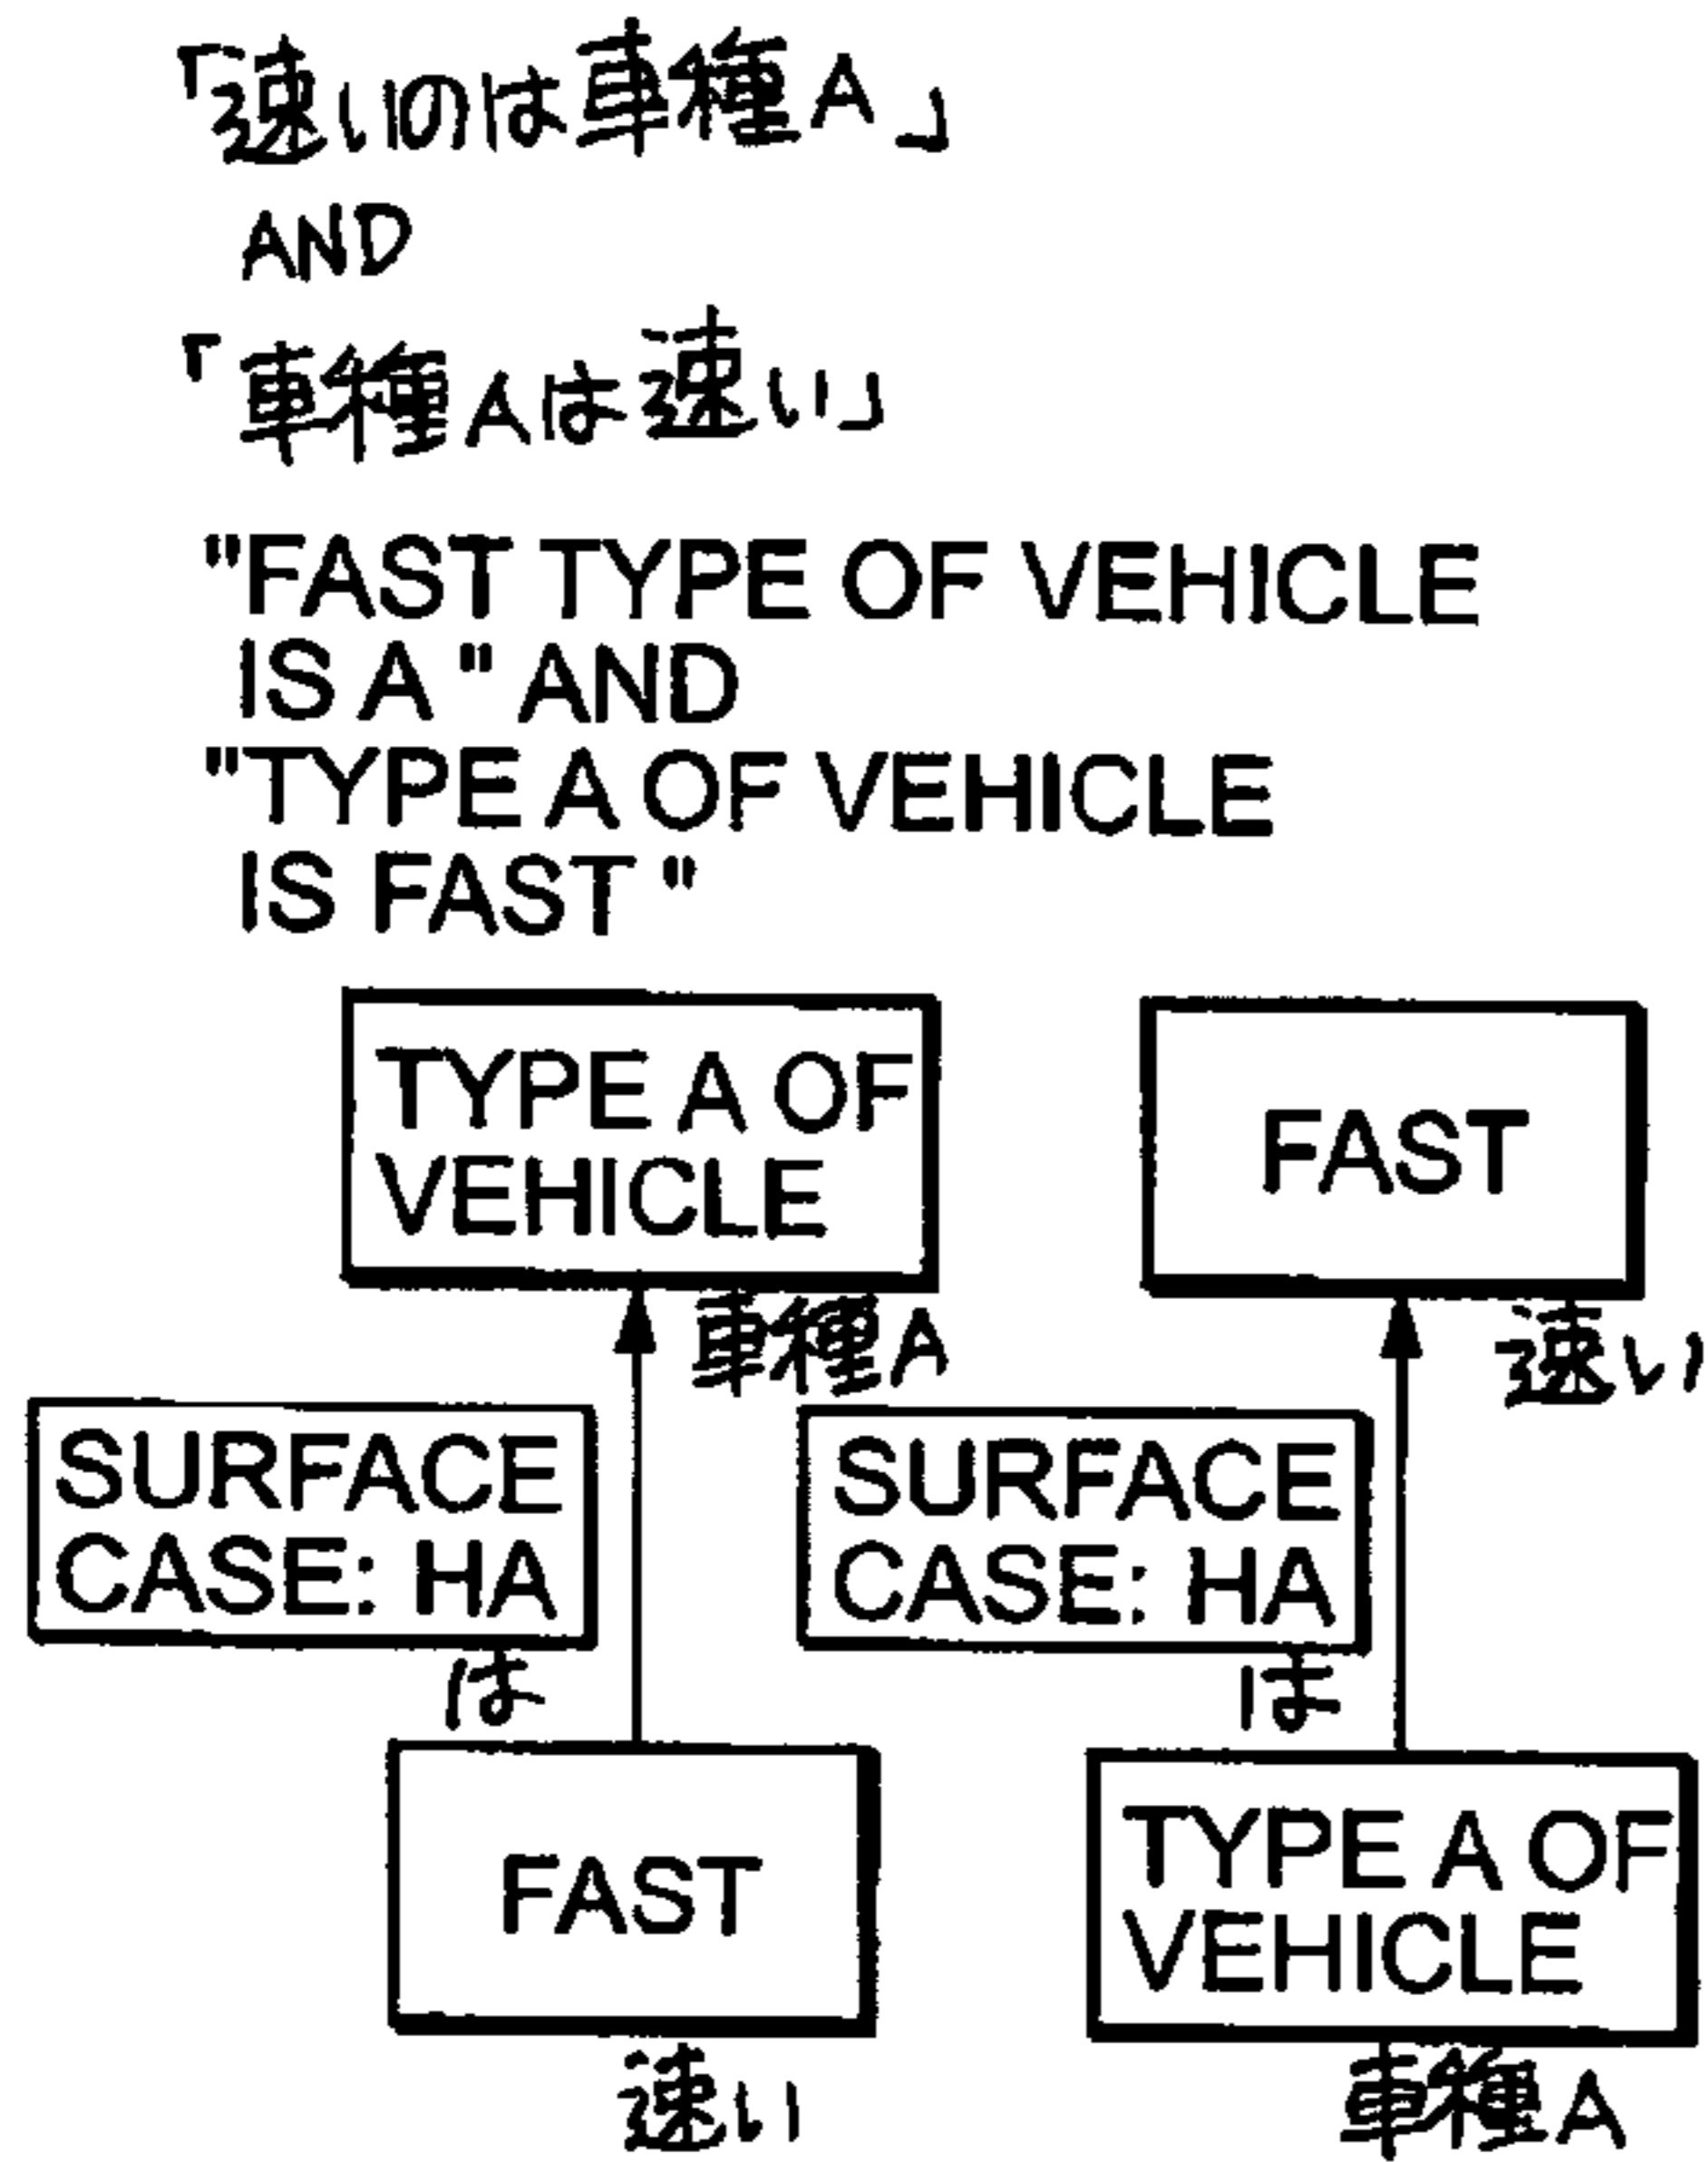 「速いのは車種A」
AND
「車種Aは速い」
"FAST TYPE OF VEHICLE
IS A " AND
"TYPE A OF VEHICLE
IS FAST "
TYPE A OF
VEHICLE
車種A
SURFACE
CASE: HA
は
FAST
速い
FAST
速い
SURFACE
CASE: HA
は
TYPE A OF
VEHICLE
車種A